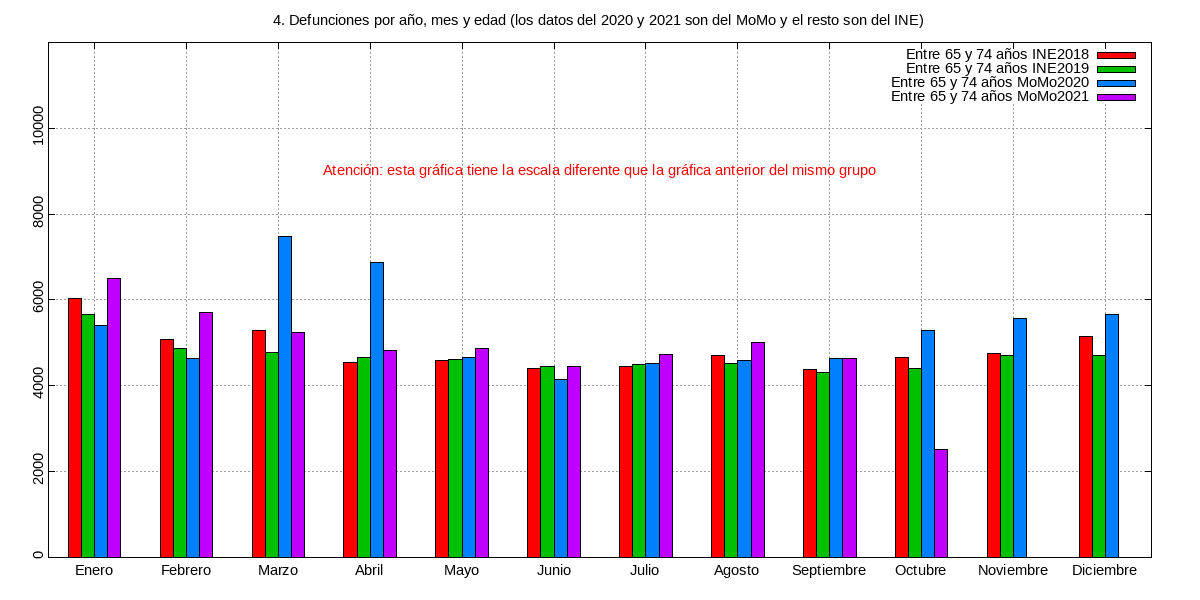 4. Defunciones por año, mes y edad (los datos del 2020 y 2021 son del MoMo y el resto son del INE)
Entre 65 y 74 años INE2018
Entre 65 y 74 años INE2019
Entre 65 y 74 años MoMo2020
Entre 65 y 74 años MoMo2021
Atención: esta gráfica tiene la escala diferente que la gráfica anterior del mismo grupo
10000
8000
6000
4000
2000
0
Enero Febrero Marzo Abril Mayo Junio Julio Agosto Septiembre Octubre Noviembre Diciembre